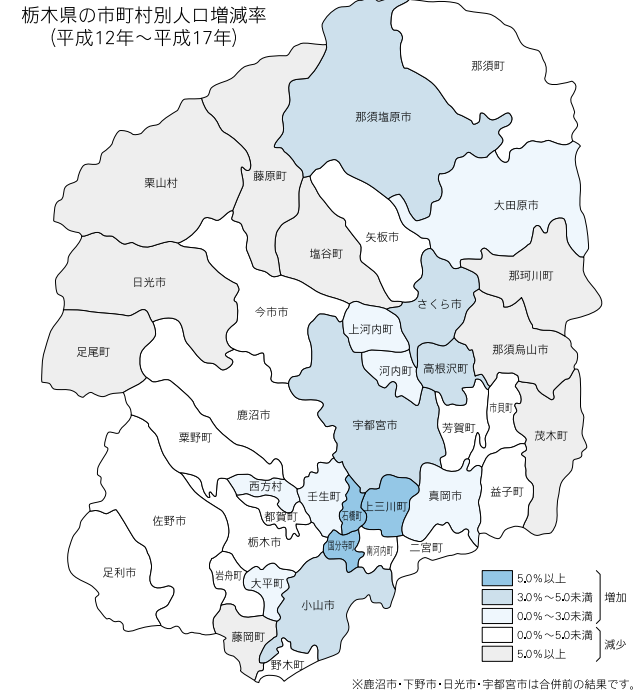 栃木県の市町村別人口増減率
(平成12年～平成17年)
那須町
那須塩原市
栗山村
藤原町
大田原市
矢板市
塩谷町
那珂川町
日光市
さくら市
今市市
上河内町
足尾町
那須烏山市
河内町
高根沢町
鹿沼市
市貝町
宇都宮市
芳賀町
茂木町
粟野町
西方村
壬生町
真岡市
益子町
上三川町
石橋町
都賀町
佐野市
栃木市
国分寺町
南河内町
二宮町
足利市
岩舟町
大平町
小山市
藤岡町
野木町
5.0%以上
3.0%～5.0未満
0.0%～3.0未満
増加
0.0%～5.0未満
5.0%以上
減少
※鹿沼市・下野市・日光市・宇都宮市は合併前の結果です。